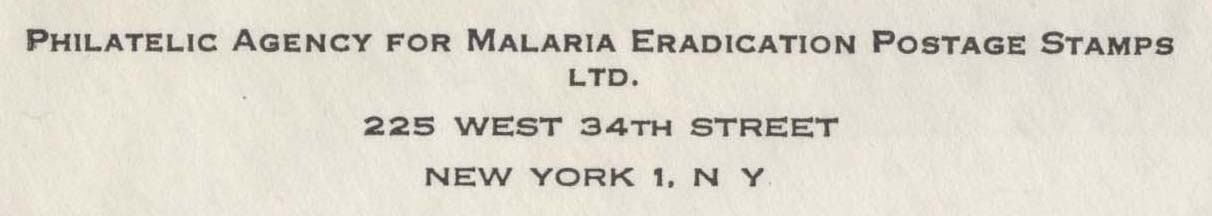 Philatelic Agency for Malaria Eradication Postage Stamps
LTD.
225 WEST 34TH STREET
NEW YORK 1, N Y